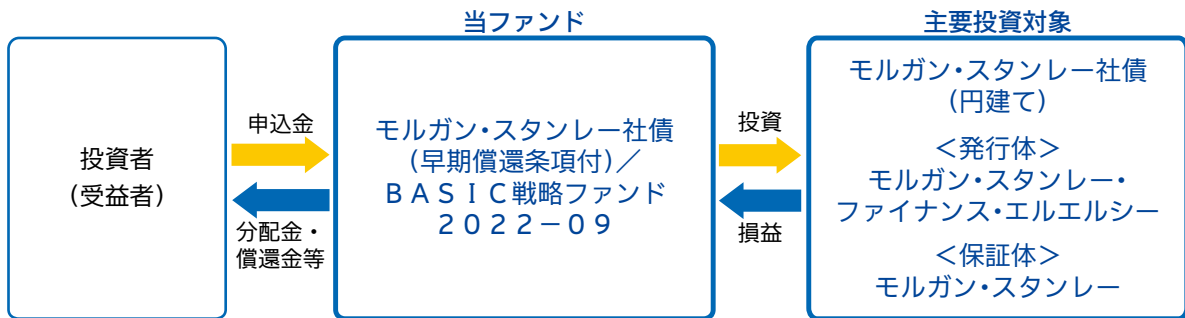 当ファンド
主要投資対象
投資者
(受益者)
申込金
分配金・
償還金等
モルガン・スタンレー社債
(早期償還条項付)/
BASIC戦略ファンド
2022-09
投資
損益
モルガン・スタンレー社債
(円建て)
<発行体>
モルガン・スタンレー・
ファイナンス・エルエルシー
<保証体>
モルガン・スタンレー